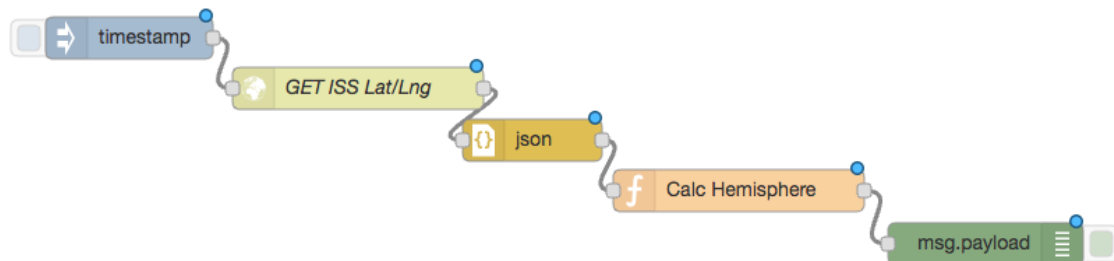 timestamp
GET ISS Lat/Lng
{} json
f Calc Hemisphere
msg.payload